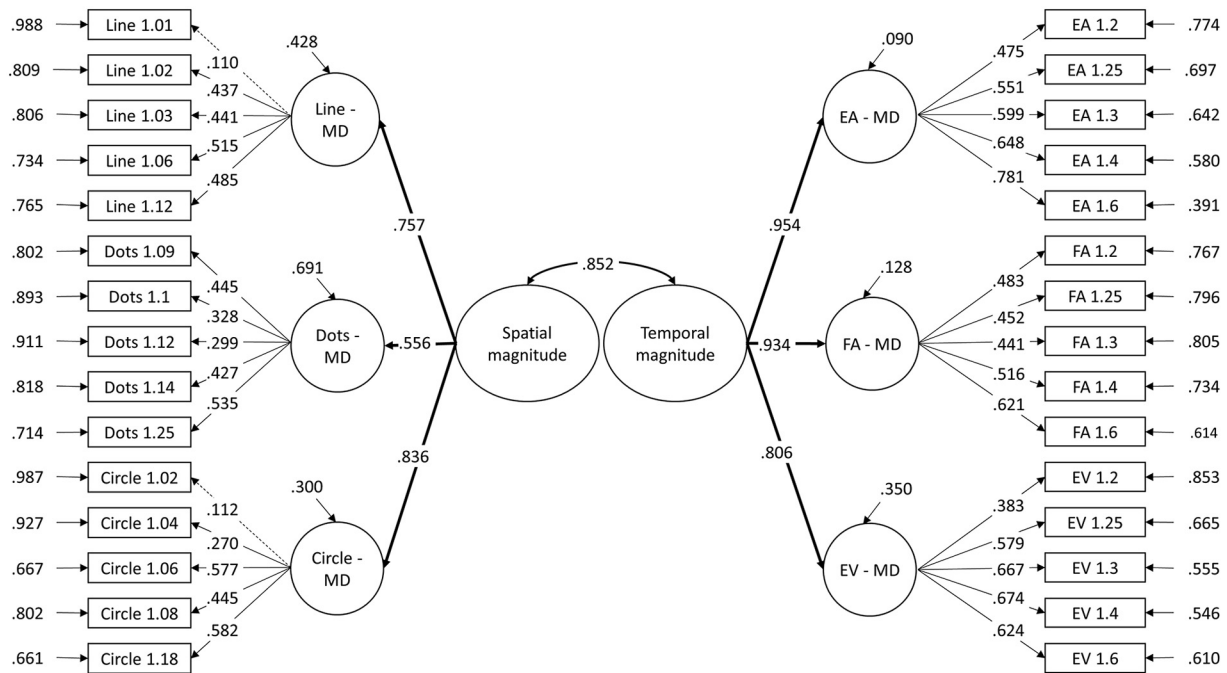 .988 Line 1.01
.809 Line 1.02
.806 Line 1.03
.734 Line 1.06
.765 Line 1.12
.110
.437
.441
.515
.485
.428
Line -
MD
.802 Dots 1.09
.893 Dots 1.1
.911 Dots 1.12
.818 Dots 1.14
.714 Dots 1.25
.445
.328
.299
.427
.535
.691
Dots -
MD
.987 Circle 1.02
.927 Circle 1.04
.667 Circle 1.06
.802 Circle 1.08
.661 Circle 1.18
.112
.270
.577
.445
.582
.300
Circle -
MD
.757
.556
.836
Spatial
magnitude
.852
Temporal
magnitude
.954
.934
.806
.090
EA - MD
.475
.551
.599
.648
.781
EA 1.2 .774
EA 1.25 .697
EA 1.3 .642
EA 1.4 .580
EA 1.6 .391
.128
FA - MD
.483
.452
.441
.516
.621
FA 1.2 .767
FA 1.25 .796
FA 1.3 .805
FA 1.4 .734
FA 1.6 .614
.350
EV - MD
.383
.579
.667
.674
.624
EV 1.2 .853
EV 1.25 .665
EV 1.3 .555
EV 1.4 .546
EV 1.6 .610